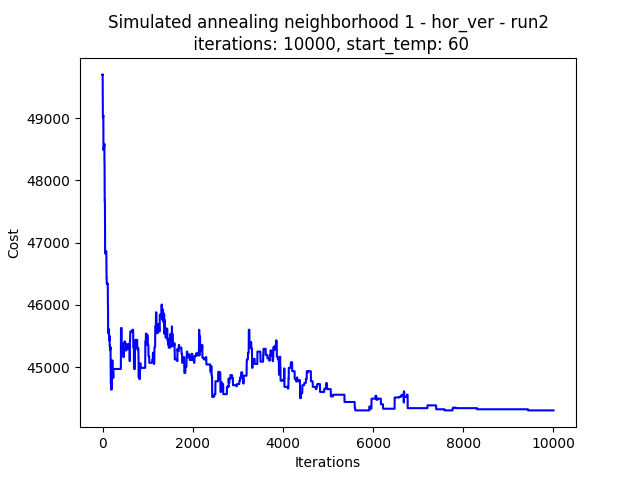 Simulated annealing neighborhood 1 - hor_ver - run2
iterations: 10000, start_temp: 60
49000
48000
47000
46000
45000
Cost
0 2000 4000 6000 8000 10000
Iterations